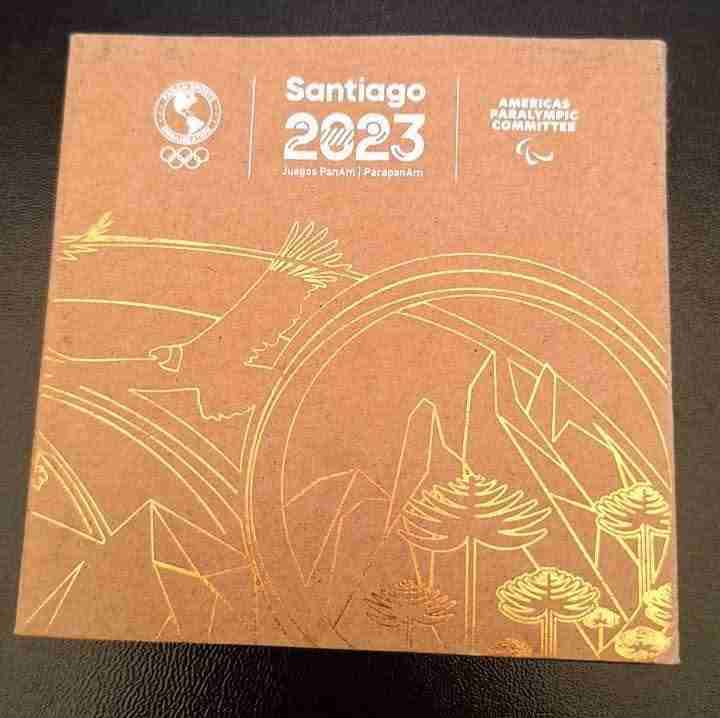 Santiago
2023
Juegos PanAm | ParapanAm
AMERICAS
PARALYMPIC
COMMITTEE